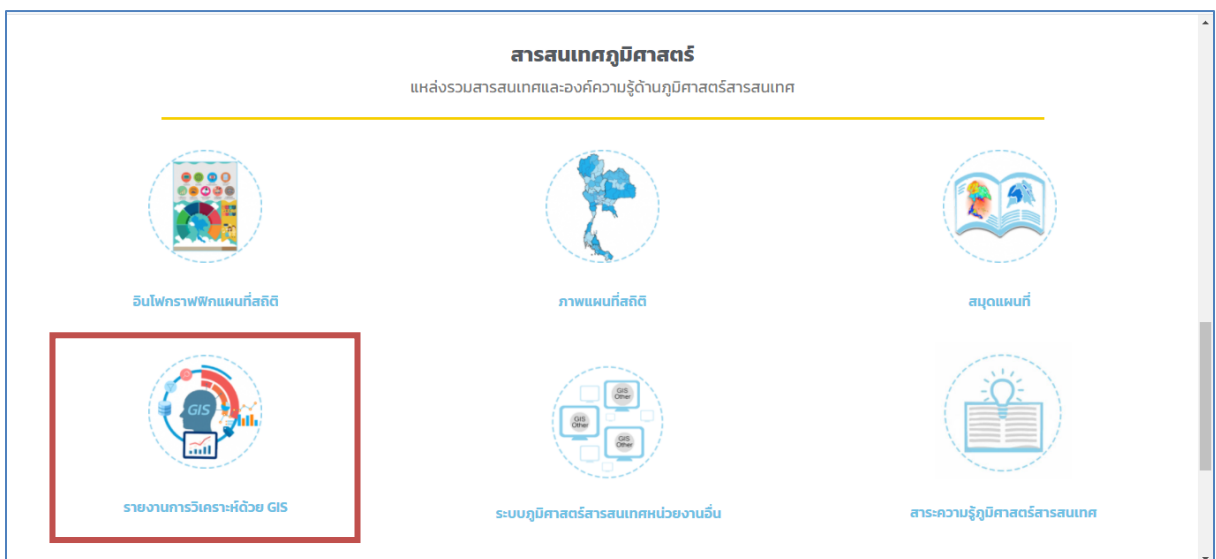 สารสนเทศภูมิศาสตร์
แหล่งรวมสารสนเทศและองค์ความรู้ด้านภูมิศาสตร์สารสนเทศ
อินโฟกราฟฟิกแผนที่สถิติ
ภาพแผนที่สถิติ
สมุดแผนที่
GIS
GIS
Other
GIS
Other
GIS
Other
รายงานการวิเคราะห์ด้วย GIS
ระบบภูมิศาสตร์สารสนเทศหน่วยงานอื่น
สาระความรู้ภูมิศาสตร์สารสนเทศ